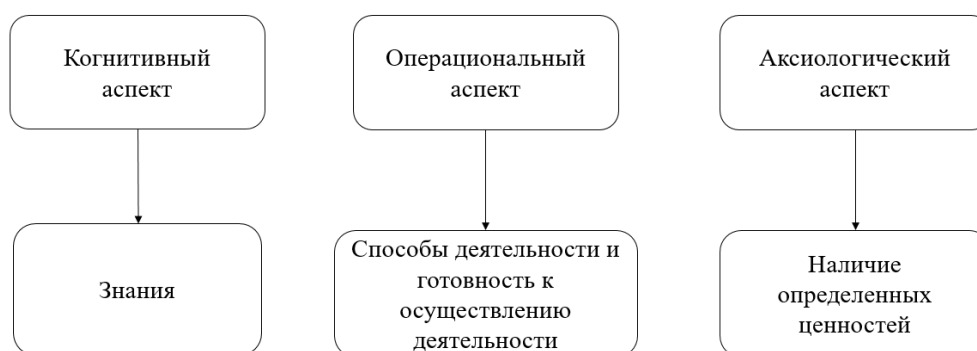 Когнитивный
аспект
Операциональный
аспект
Аксиологический
аспект
Знания
Способы деятельности и
готовность к
осуществлению
деятельности
Наличие
определенных
ценностей